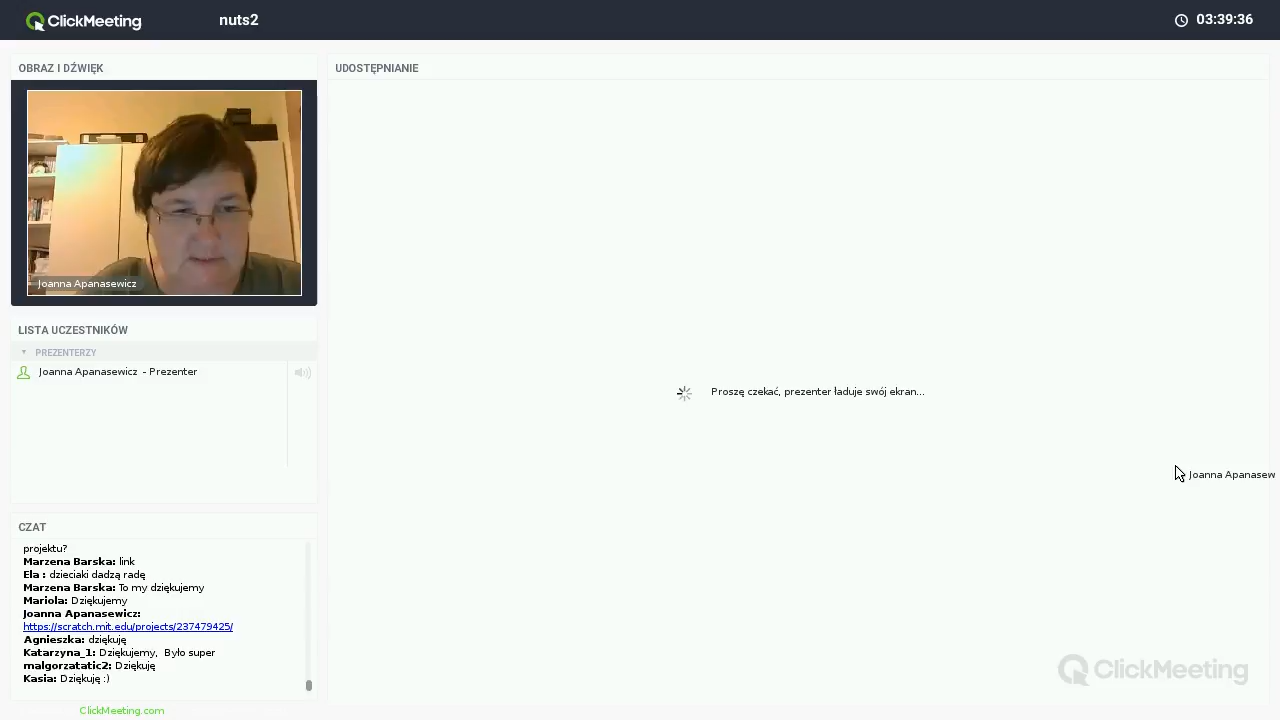 ClickMeeting
nuts2
03:39:36
OBRAZ I DŹWIĘK
Joanna Apanasewicz
LISTA UCZESTNIKÓW
PREZENTERZY
Joanna Apanasewicz - Prezenter
CZAT
projektu?
Marzena Barska: link
Ela : dzieciaki dadzą radę
Marzena Barska: To my dziękujemy
Mariola: Dziękujemy
Joanna Apanasewicz:
https://scratch.mit.edu/projects/237479425/
Agnieszka: dziękuję
Katarzyna_1: Dziękujemy, Było super
malgorzatatic2: Dziękuję
Kasia: Dziękuję :)
ClickMeeting.com
UDOSTĘPNIANIE
Proszę czekać, prezenter ładuje swój ekran...
Joanna Apanasew
ClickMeeting